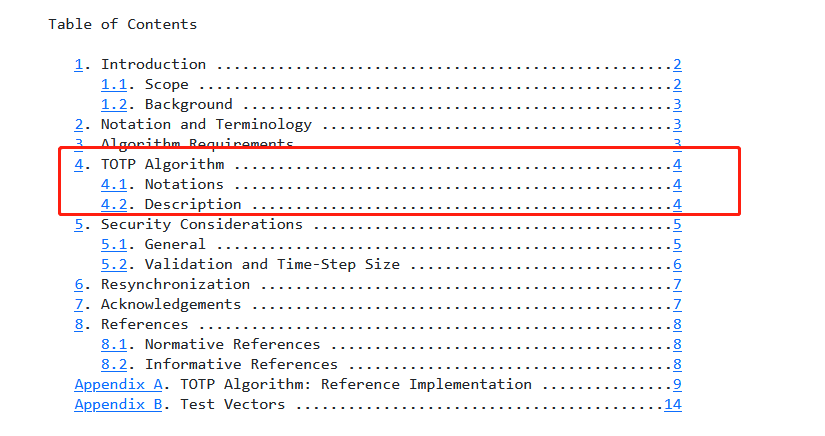 Table of Contents
1. Introduction ....................................................2
1.1. Scope ......................................................2
1.2. Background .................................................3
2. Notation and Terminology ........................................3
3. Algorithm Requirements ..........................................3
4. TOTP Algorithm ..................................................4
4.1. Notations ..................................................4
4.2. Description ................................................4
5. Security Considerations .........................................5
5.1. General ....................................................5
5.2. Validation and Time-Step Size ..............................6
6. Resynchronization ...............................................7
7. Acknowledgements ................................................7
8. References ......................................................8
8.1. Normative References .......................................8
8.2. Informative References .....................................8
Appendix A. TOTP Algorithm: Reference Implementation ...............9
Appendix B. Test Vectors ..........................................14